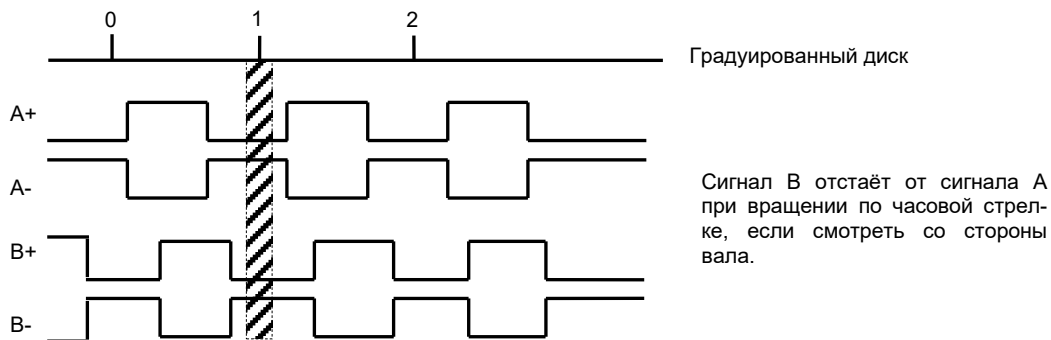 0 1 2
Градуированный диск
A+
A-
B+
B-
Сигнал В отстаёт от сигнала А
при вращении по часовой стрел-
ке, если смотреть со стороны
вала.